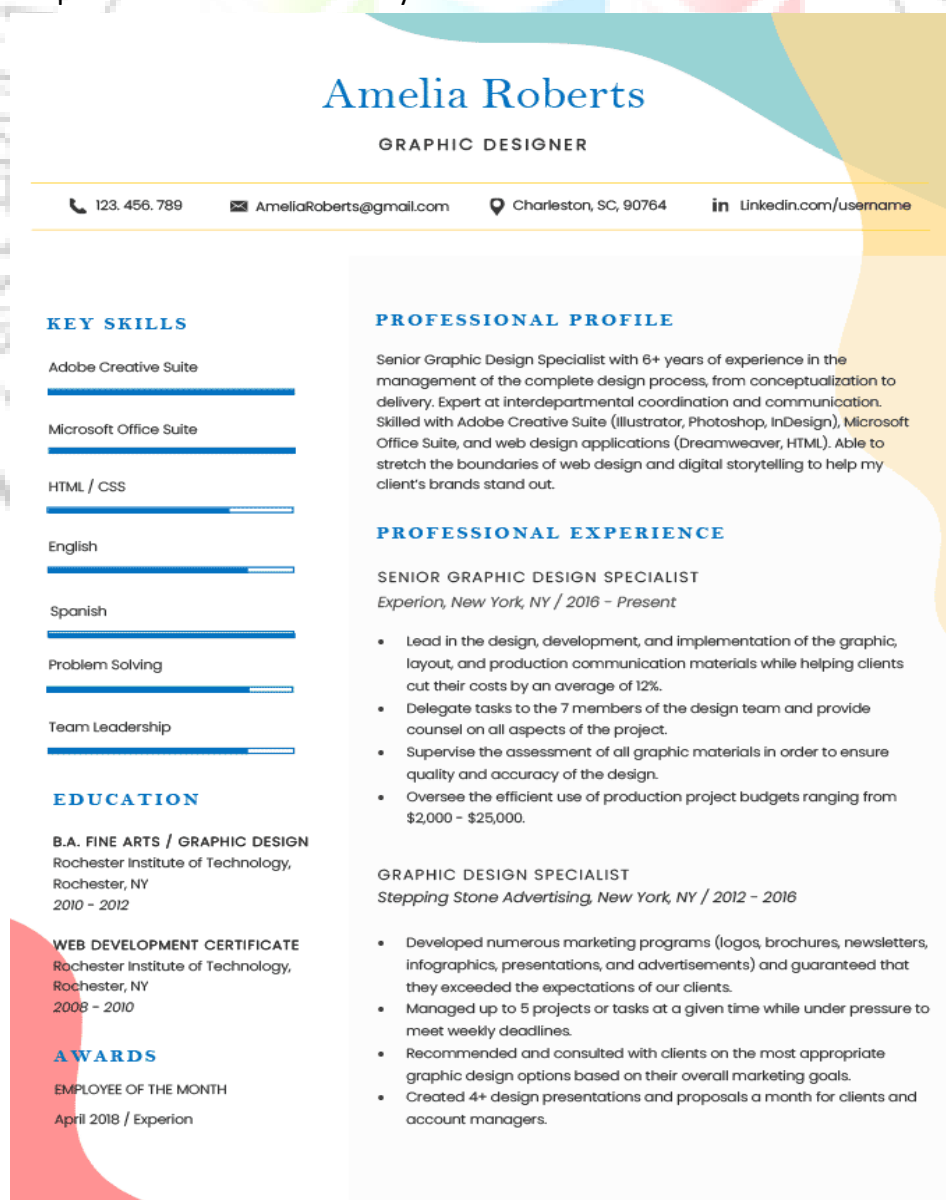 Amelia Roberts
GRAPHIC DESIGNER
123. 456. 789
AmeliaRoberts@gmail.com
Charleston, SC, 90764
Linkedin.com/username
KEY SKILLS
Adobe Creative Suite
Microsoft Office Suite
HTML / CSS
English
Spanish
Problem Solving
Team Leadership
EDUCATION
B.A. FINE ARTS / GRAPHIC DESIGN
Rochester Institute of Technology,
Rochester, NY
2010 - 2012
WEB DEVELOPMENT CERTIFICATE
Rochester Institute of Technology,
Rochester, NY
2008 - 2010
AWARDS
EMPLOYEE OF THE MONTH
April 2018 / Experion
PROFESSIONAL PROFILE
Senior Graphic Design Specialist with 6+ years of experience in the
management of the complete design process, from conceptualization to
delivery. Expert at interdepartmental coordination and communication.
Skilled with Adobe Creative Suite (Illustrator, Photoshop, InDesign), Microsoft
Office Suite, and web design applications (Dreamweaver, HTML). Able to
stretch the boundaries of web design and digital storytelling to help my
client's brands stand out.
PROFESSIONAL EXPERIENCE
SENIOR GRAPHIC DESIGN SPECIALIST
Experion, New York, NY / 2016 - Present
• Lead in the design, development, and implementation of the graphic,
layout, and production communication materials while helping clients
cut their costs by an average of 12%.
• Delegate tasks to the 7 members of the design team and provide
counsel on all aspects of the project.
• Supervise the assessment of all graphic materials in order to ensure
quality and accuracy of the design.
• Oversee the efficient use of production project budgets ranging from
$2,000 - $25,000.
GRAPHIC DESIGN SPECIALIST
Stepping Stone Advertising, New York, NY / 2012 - 2016
• Developed numerous marketing programs (logos, brochures, newsletters,
infographics, presentations, and advertisements) and guaranteed that
they exceeded the expectations of our clients.
• Managed up to 5 projects or tasks at a given time while under pressure to
meet weekly deadlines.
• Recommended and consulted with clients on the most appropriate
graphic design options based on their overall marketing goals.
• Created 4+ design presentations and proposals a month for clients and
account managers.